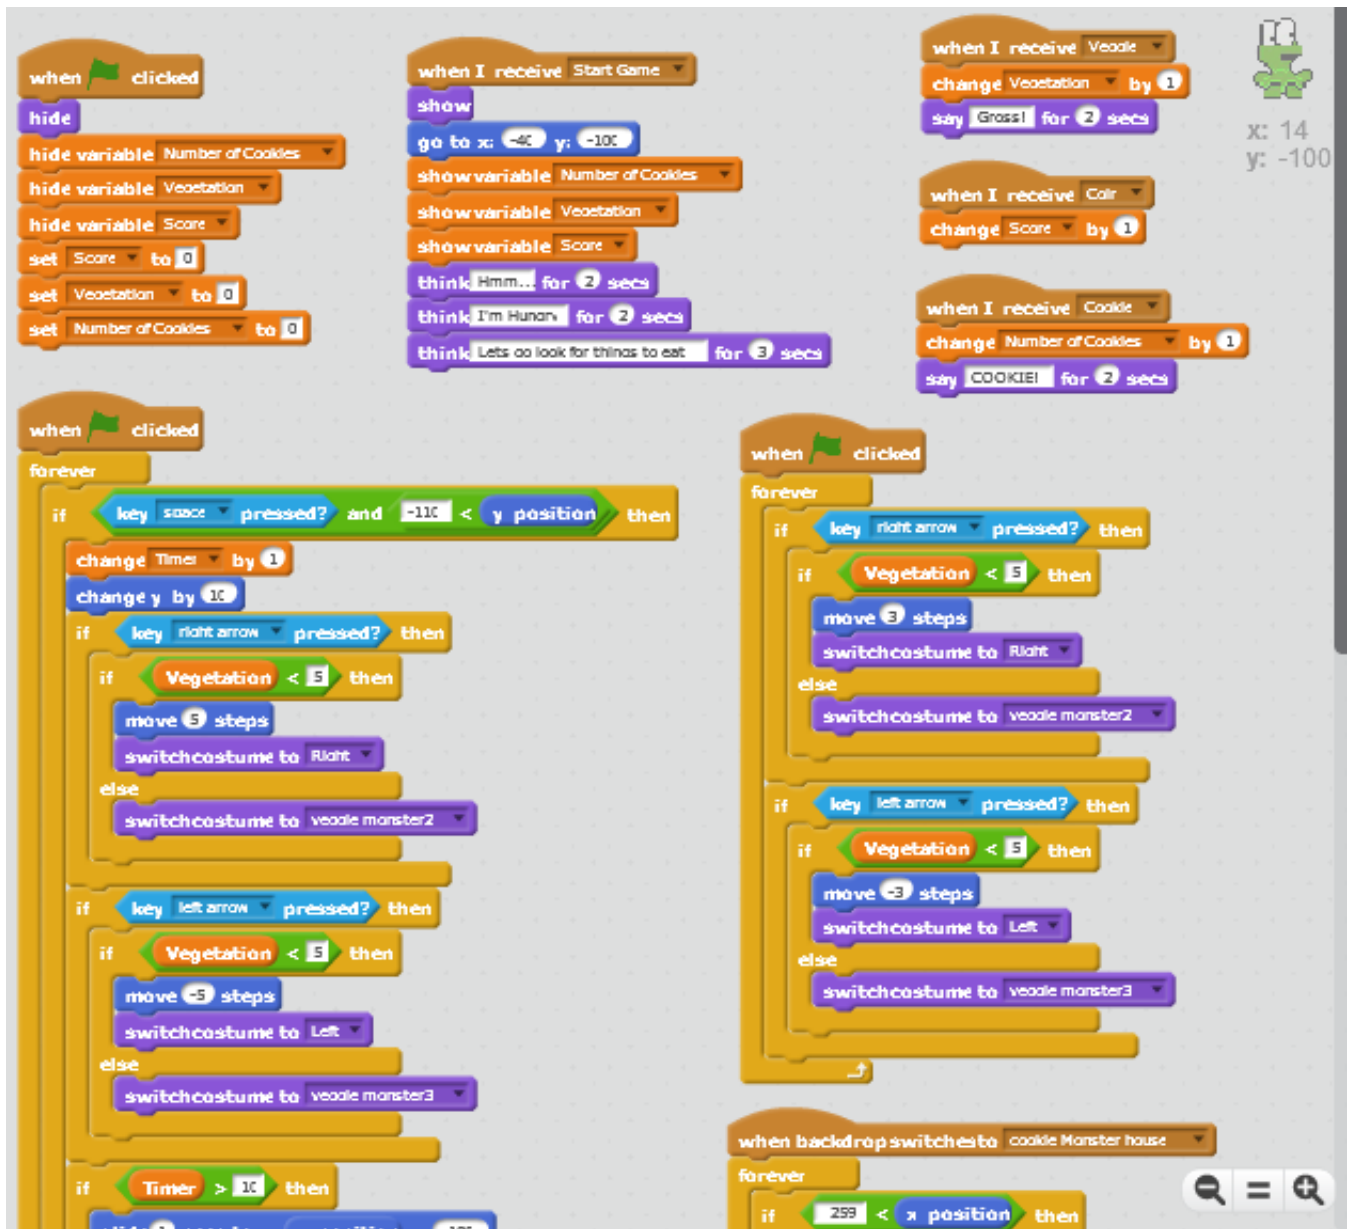 when clicked
hide
hide variable Number of Cookies
hide variable Vegetation
hide variable Score
set Score to 0
set Vegetation to 0
set Number of Cookies to 0
when I receive Start Game
show
go to x: -40 y: -100
show variable Number of Cookies
show variable Vegetation
show variable Score
think Hmm... for 2 secs
think I'm Hungry for 2 secs
think Lets go look for things to eat for 3 secs
when I receive Veggie
change Vegetation by 1
say Gross! for 2 secs
when I receive
change Score by 1
when I receive Cookie
change Number of Cookies by 1
say COOKIE! for 2 secs
x: 14
y: -100
when clicked
forever
if key space pressed? and -110 < y position then
change Timer by 1
change y by 10
if key right arrow pressed? then
if Vegetation < 5 then
move 5 steps
switch costume to Right
else
switch costume to veggie monster2
if key left arrow pressed? then
if Vegetation < 5 then
move -5 steps
switch costume to Left
else
switch costume to veggie monster3
if Timer > 10 then
when clicked
forever
if key right arrow pressed? then
if Vegetation < 5 then
move 3 steps
switch costume to Right
else
switch costume to veggie monster2
if key left arrow pressed? then
if Vegetation < 5 then
move -3 steps
switch costume to Left
else
switch costume to veggie monster3
when backdrop switches to cookie Monster house
forever
if 259 < x position then